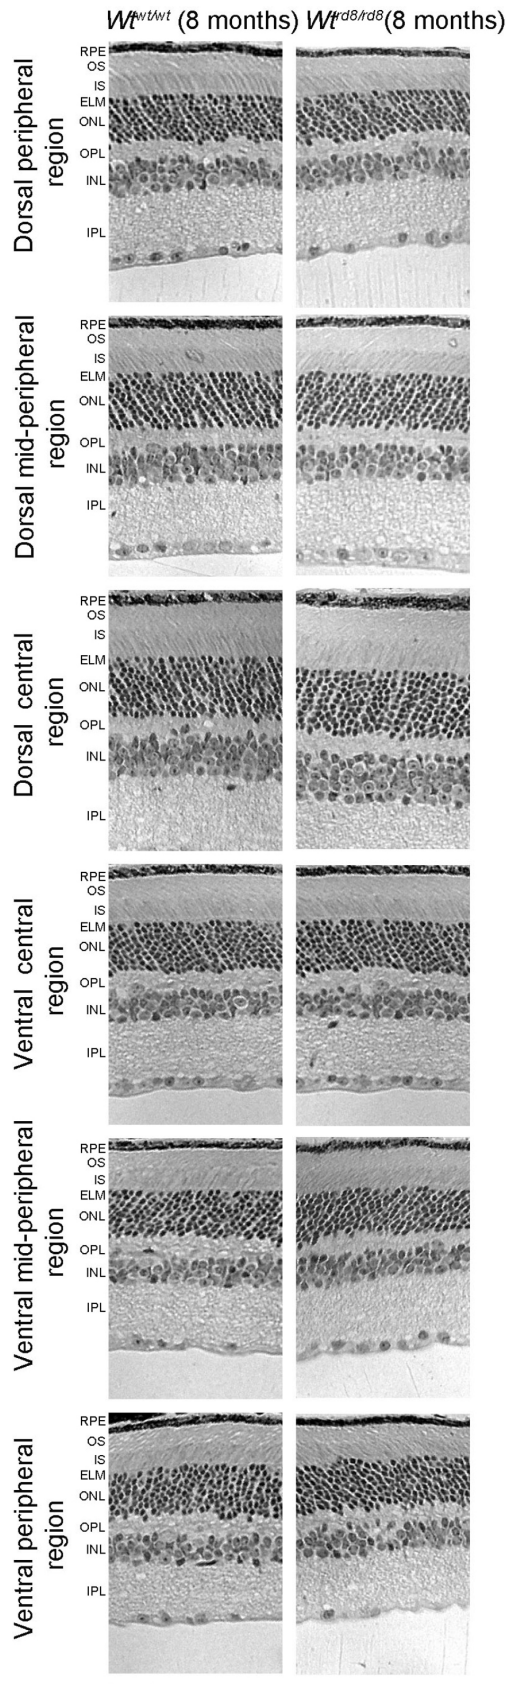 Wt wt/wt (8 months) Wt rd8/rd8 (8 months)
Dorsal peripheral region
RPE
OS
IS
ELM
ONL
OPL
INL
IPL
Dorsal mid-peripheral region
RPE
OS
IS
ELM
ONL
OPL
INL
IPL
Dorsal central region
RPE
OS
IS
ELM
ONL
OPL
INL
IPL
Ventral central region
RPE
OS
IS
ELM
ONL
OPL
INL
IPL
Ventral mid-peripheral region
RPE
OS
IS
ELM
ONL
OPL
INL
IPL
Ventral peripheral region
RPE
OS
IS
ELM
ONL
OPL
INL
IPL